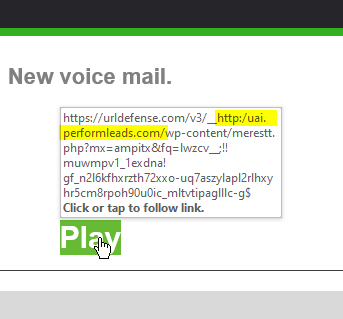 New voice mail.
https://urldefense.com/v3/__http:/uai.
performleads.com/wp-content/merestt.
php?mx=ampitx&fq=lwzcv__;!!
muwmpv1_1exdna!
gf_n2l6kfhxrzth72xxo-uq7aszylapl2rlhxy
hr5cm8rpoh90u0ic_mltvtipaglllc-g$
Click or tap to follow link.
Play